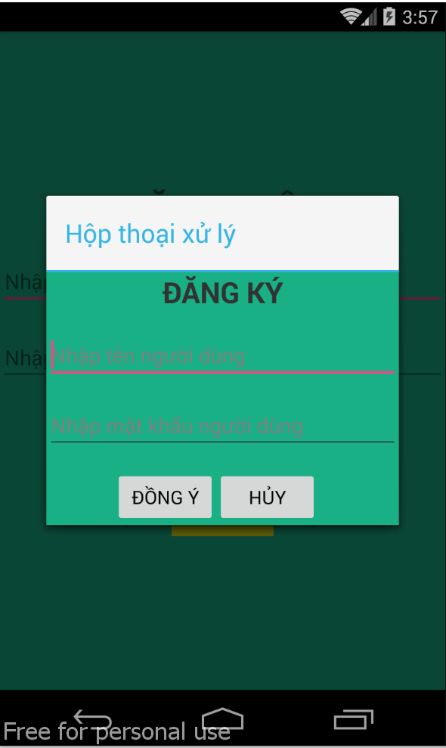 3:57
Hộp thoại xử lý
ĐĂNG KÝ
Nhập tên người dùng
Nhập mật khẩu người dùng
ĐỒNG Ý HỦY
Free for personal use